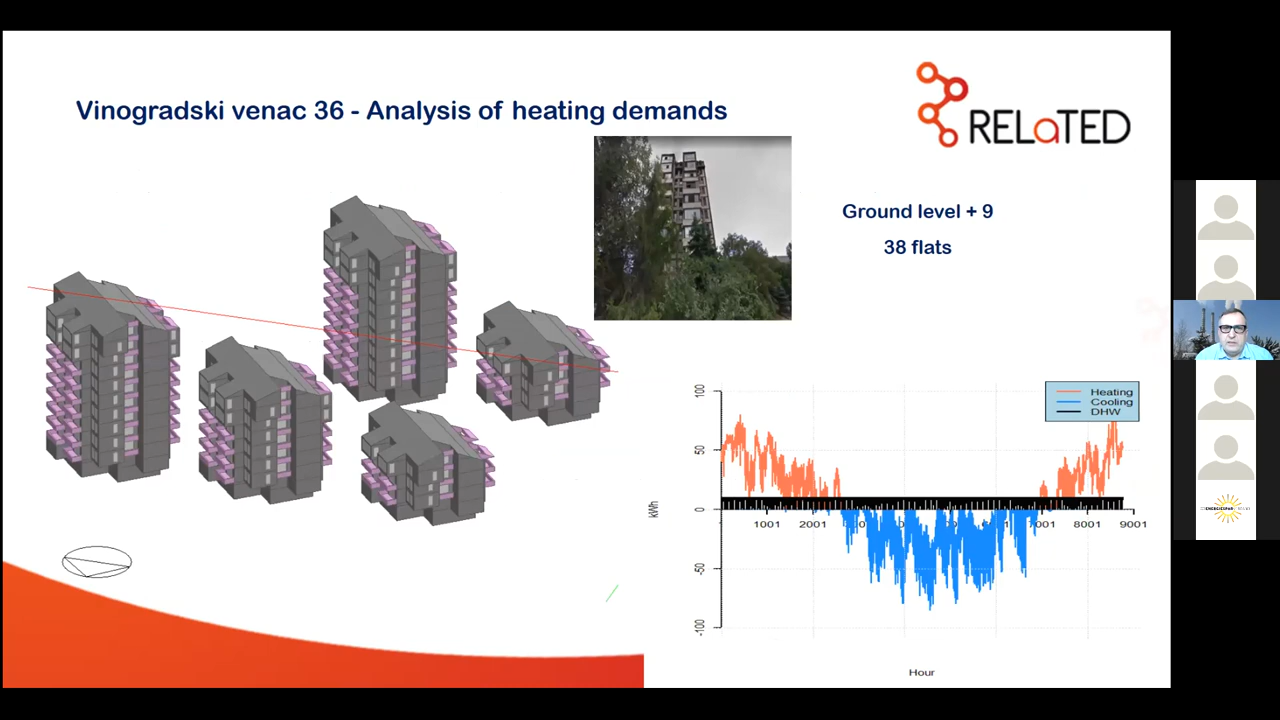 Vinogradski venac 36 - Analysis of heating demands
RELaTED
Ground level + 9
38 flats
Heating
Cooling
DHW
100
50
0
-50
-100
kWh
1001
2001
7001
8001
9001
Hour